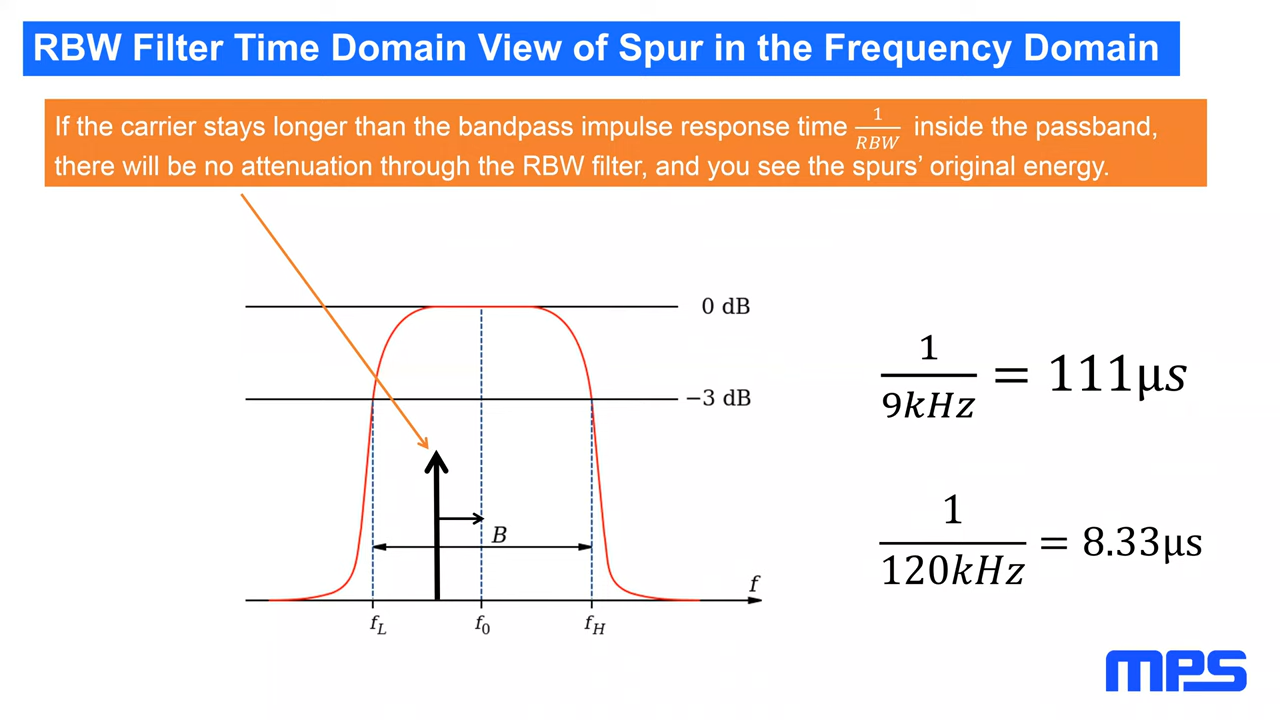 RBW Filter Time Domain View of Spur in the Frequency Domain
If the carrier stays longer than the bandpass impulse response time 1/RBW inside the passband,
there will be no attenuation through the RBW filter, and you see the spurs’ original energy.
0 dB
−3 dB
B
f
f_L f_0 f_H
1/9kHz = 111µs
1/120kHz = 8.33µs
MPS